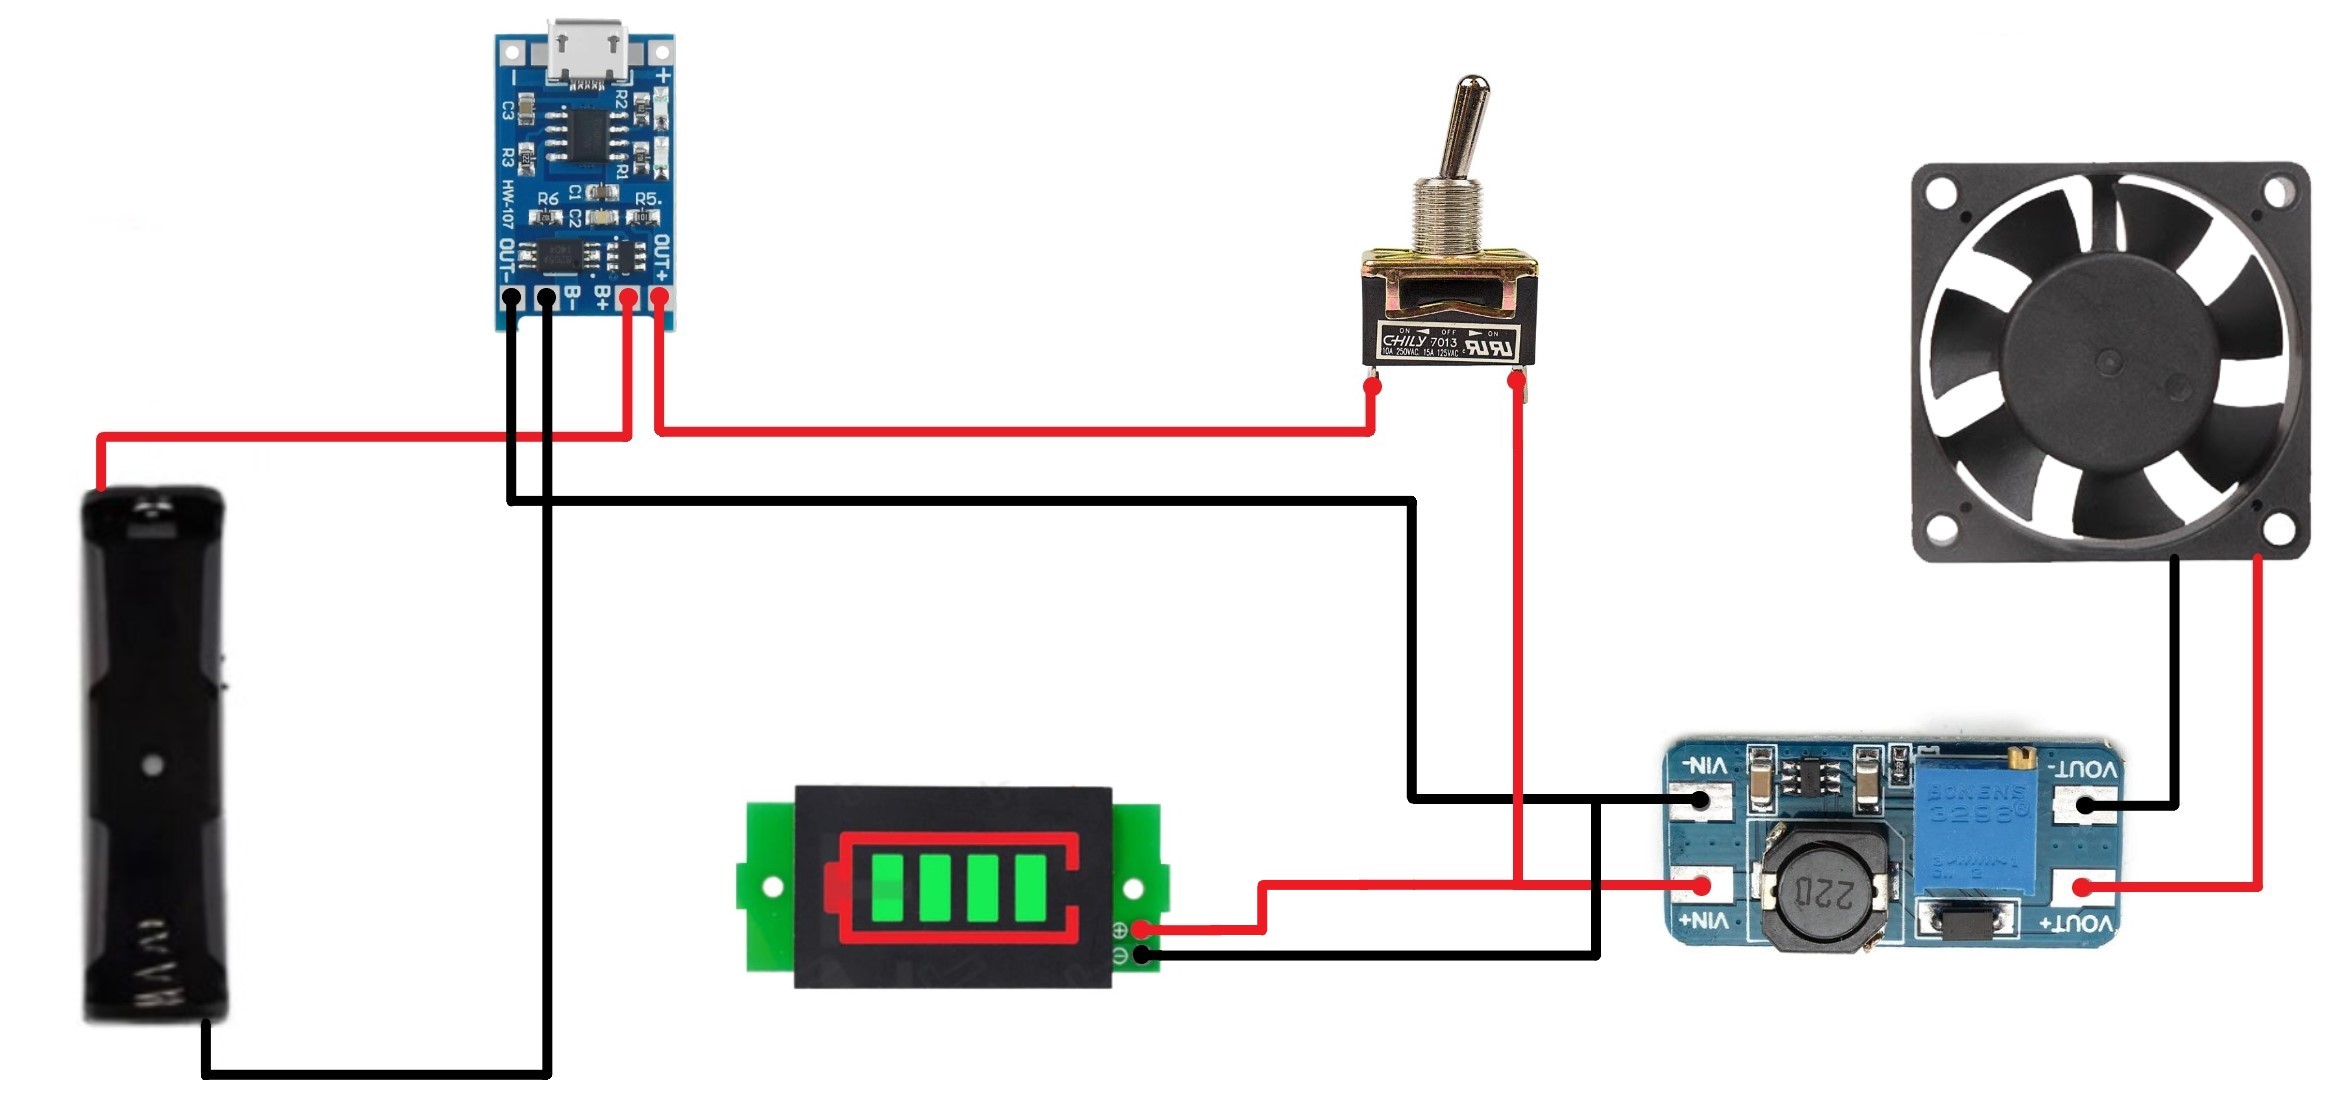 − +
C3 R2
R3 R1
HW-107
C1
R6 C2 R5.
OUT- B- B+ OUT+
ON ◄ OFF ► ON
CHILY 7013
10A 250VAC. 15A 125VAC
⊕
⊖
VIN- VOUT-
BOMENS
3296
220
VIN+ VOUT+